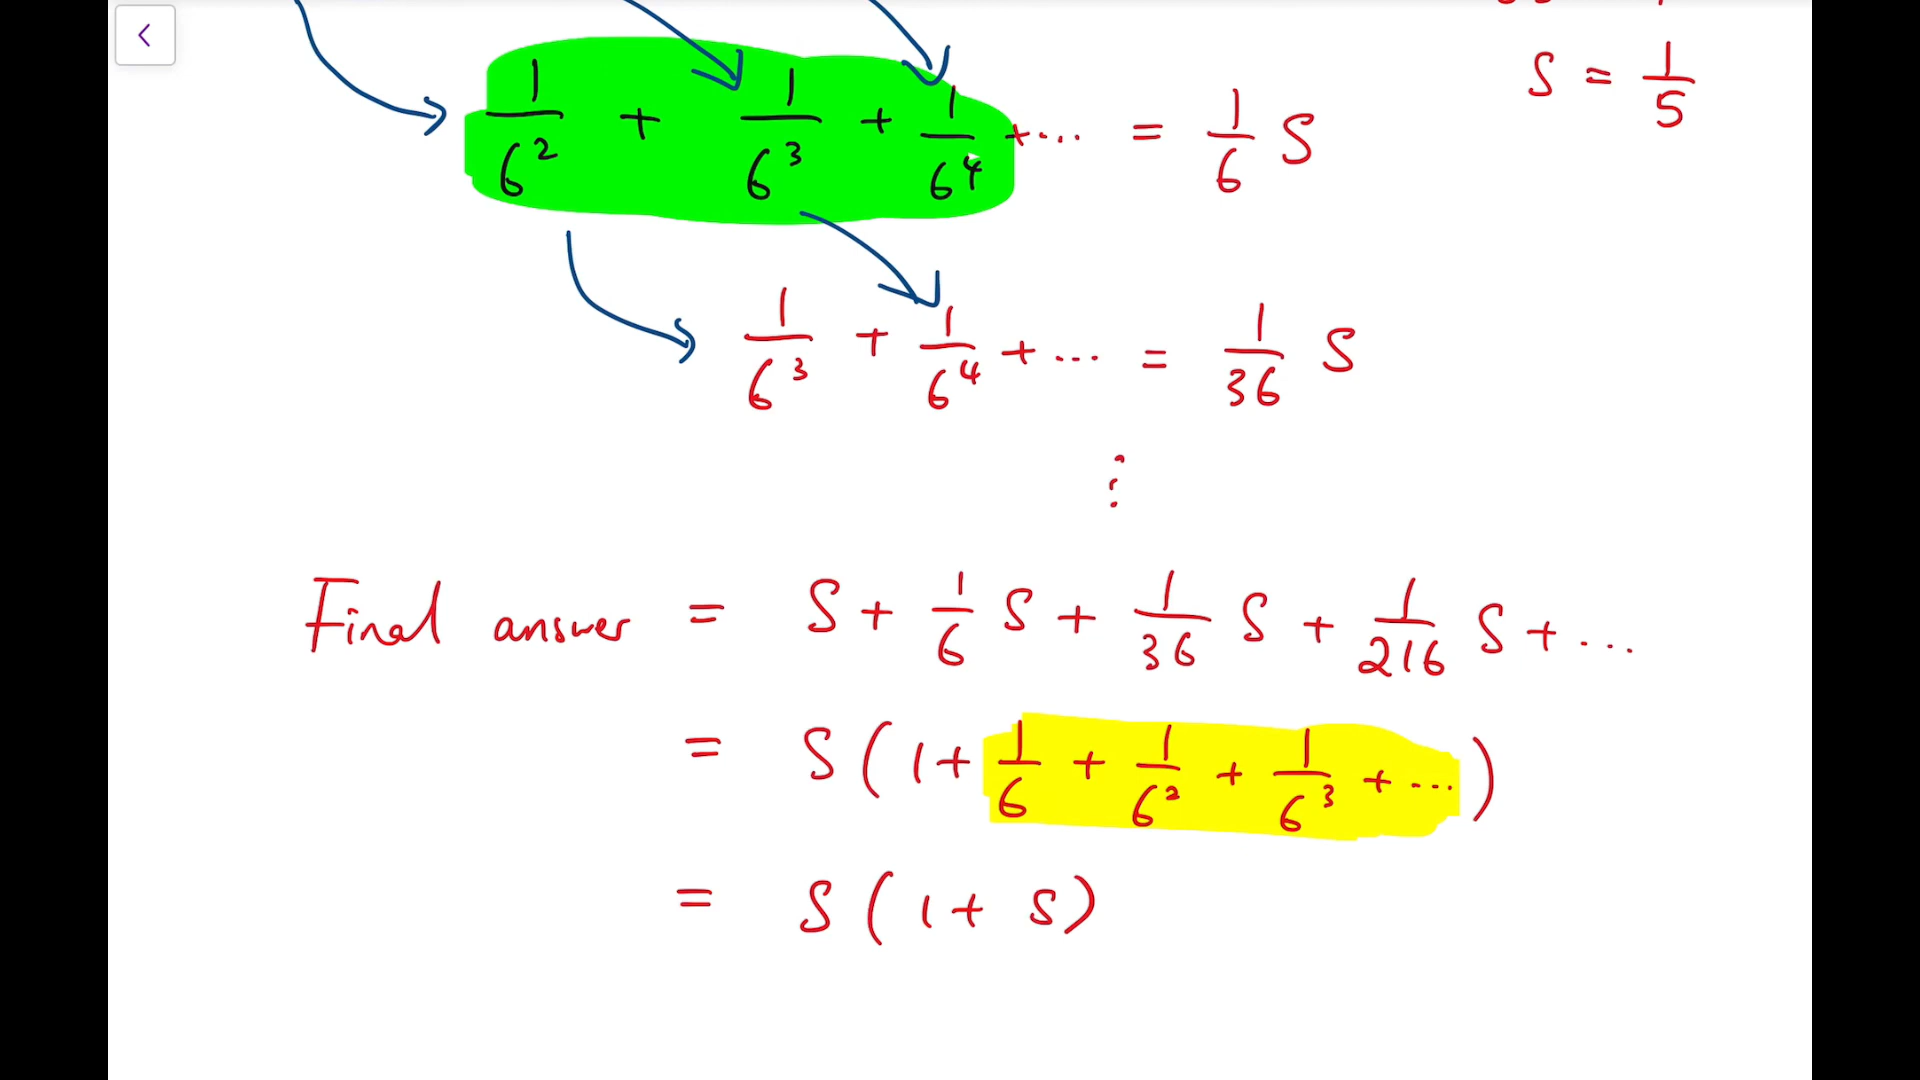 S = 1/5
1/6² + 1/6³ + 1/6⁴ + ... = 1/6 S
1/6³ + 1/6⁴ + ... = 1/36 S
⋮
Final answer = S + 1/6 S + 1/36 S + 1/216 S + ...
= S ( 1 + 1/6 + 1/6² + 1/6³ + ... )
= S ( 1 + S )